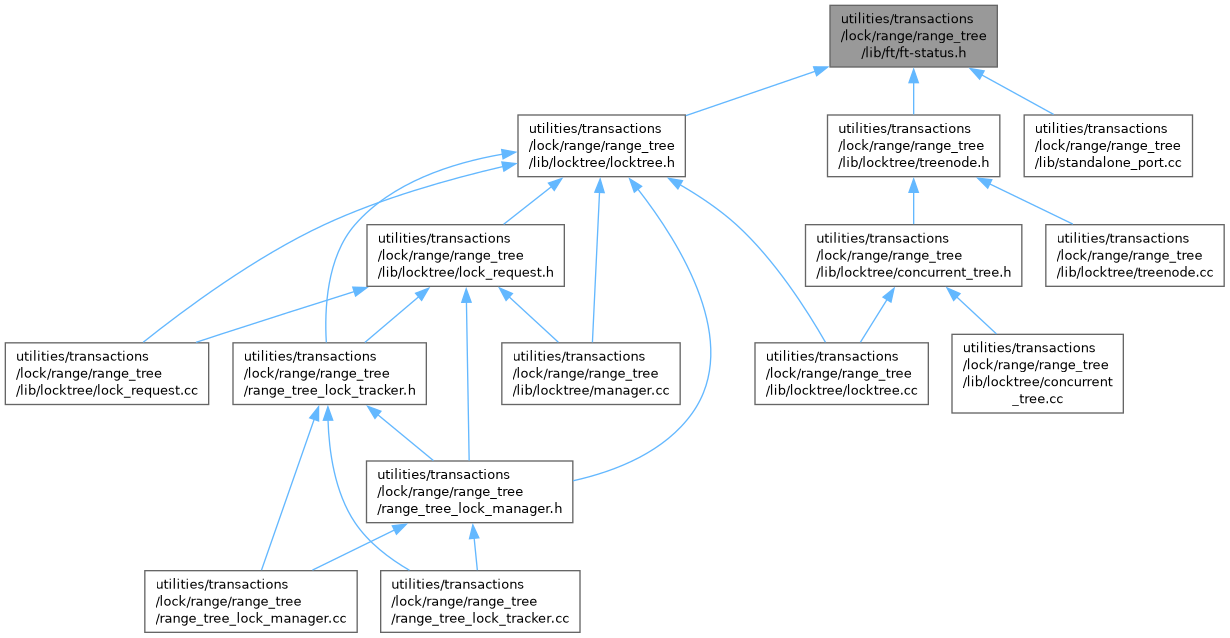 utilities/transactions
/lock/range/range_tree
/lib/ft/ft-status.h
utilities/transactions
/lock/range/range_tree
/lib/locktree/locktree.h
utilities/transactions
/lock/range/range_tree
/lib/locktree/treenode.h
utilities/transactions
/lock/range/range_tree
/lib/standalone_port.cc
utilities/transactions
/lock/range/range_tree
/lib/locktree/lock_request.h
utilities/transactions
/lock/range/range_tree
/lib/locktree/concurrent_tree.h
utilities/transactions
/lock/range/range_tree
/lib/locktree/treenode.cc
utilities/transactions
/lock/range/range_tree
/lib/locktree/lock_request.cc
utilities/transactions
/lock/range/range_tree
/range_tree_lock_tracker.h
utilities/transactions
/lock/range/range_tree
/lib/locktree/manager.cc
utilities/transactions
/lock/range/range_tree
/lib/locktree/locktree.cc
utilities/transactions
/lock/range/range_tree
/lib/locktree/concurrent
_tree.cc
utilities/transactions
/lock/range/range_tree
/range_tree_lock_manager.h
utilities/transactions
/lock/range/range_tree
/range_tree_lock_manager.cc
utilities/transactions
/lock/range/range_tree
/range_tree_lock_tracker.cc